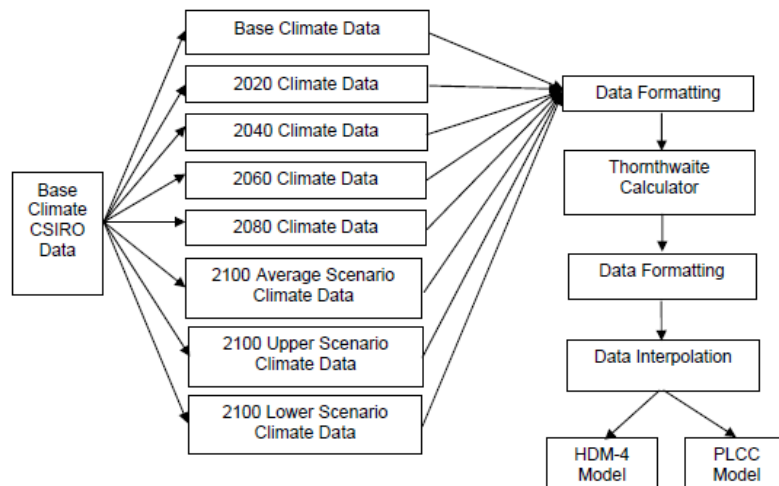 Base
Climate
CSIRO
Data
Base Climate Data
2020 Climate Data
2040 Climate Data
2060 Climate Data
2080 Climate Data
2100 Average Scenario
Climate Data
2100 Upper Scenario
Climate Data
2100 Lower Scenario
Climate Data
Data Formatting
Thornthwaite
Calculator
Data Formatting
Data Interpolation
HDM-4
Model
PLCC
Model